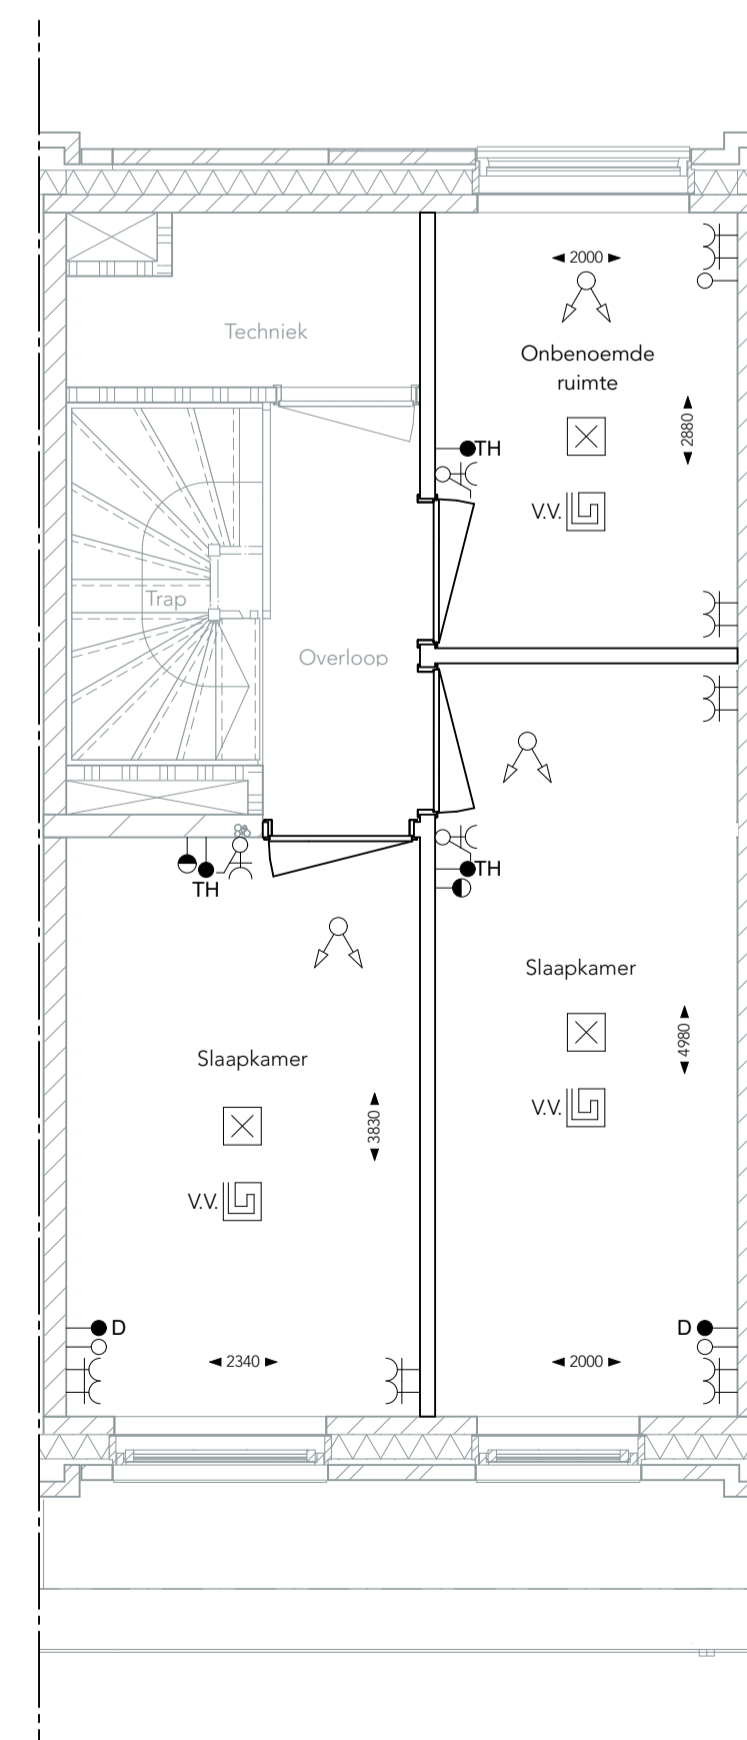 2000
Techniek
Onbenoemde
ruimte
2880
TH
V.V.
Trap
Overloop
TH
TH
Slaapkamer
4980
Slaapkamer
V.V.
3830
V.V.
D
D
2340
2000